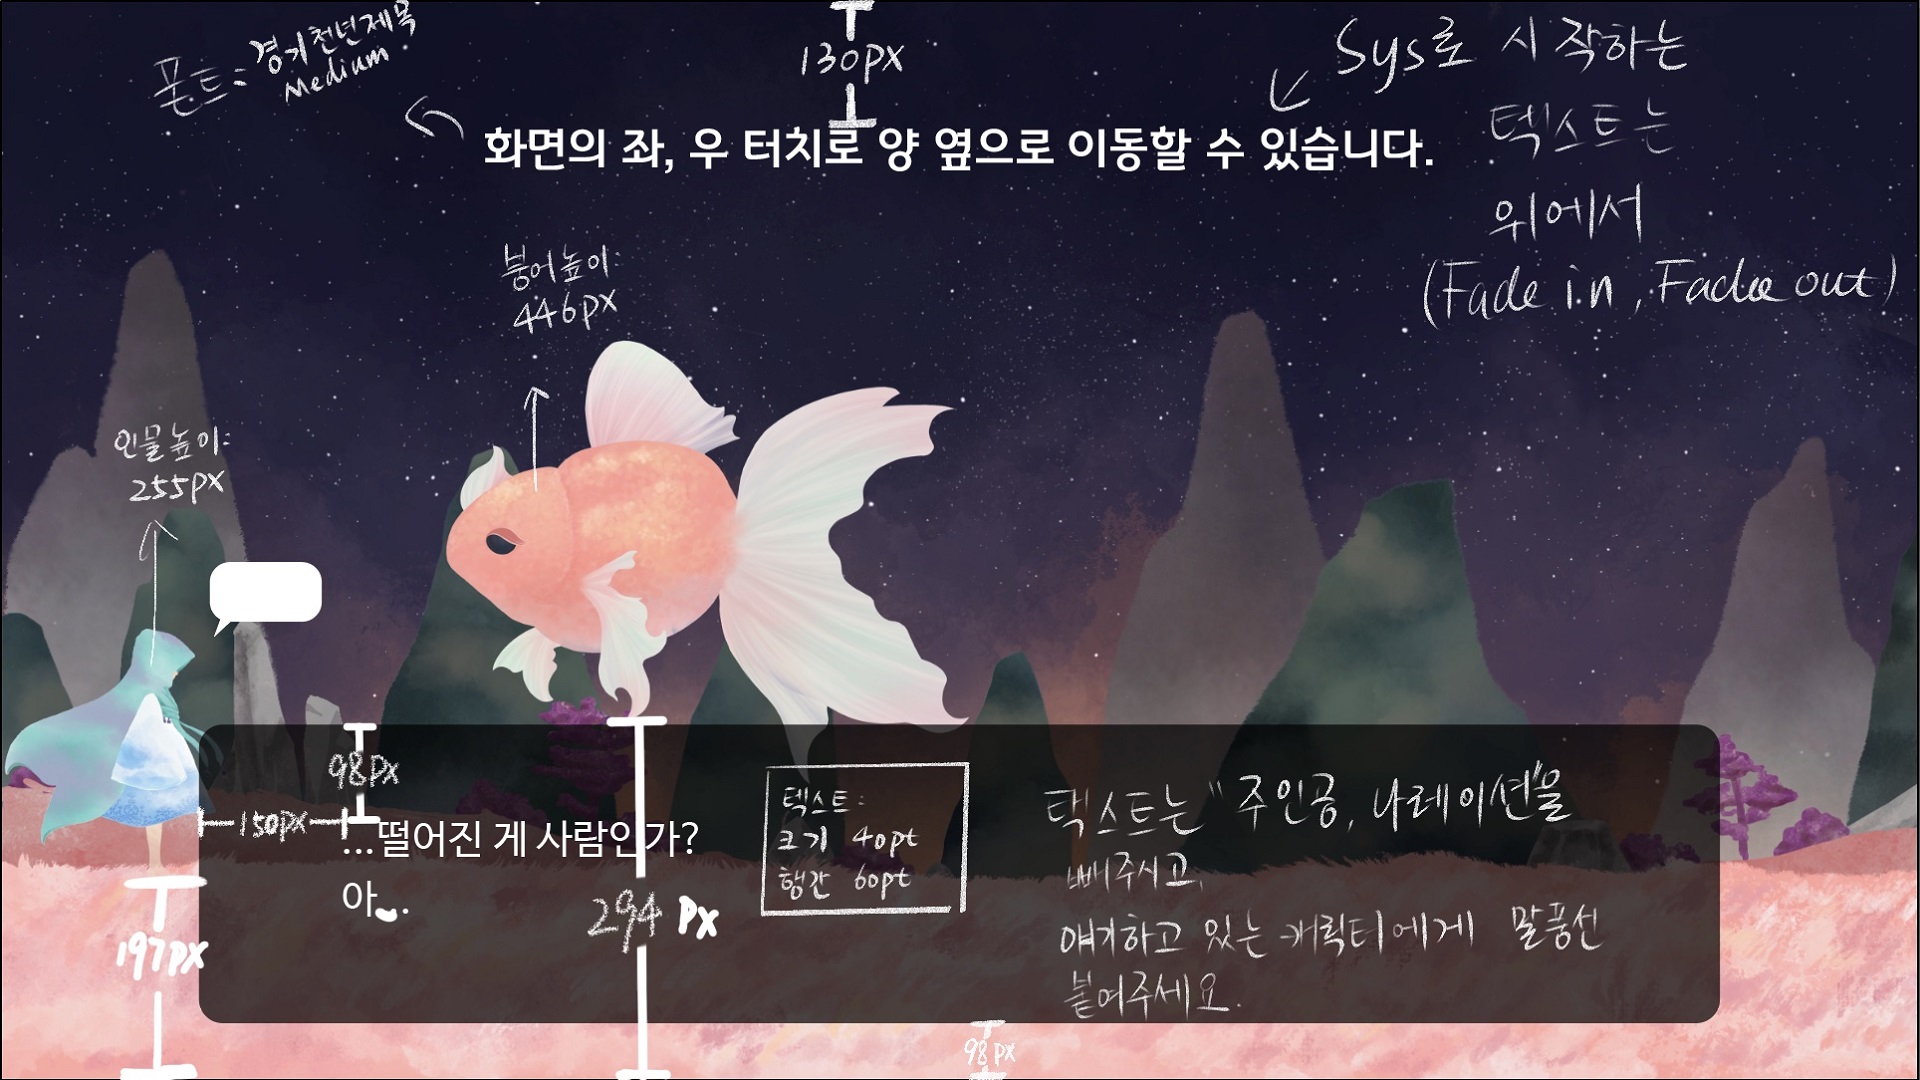 폰트: 경기천년제목
Medium
130px
Sys로 시작하는
텍스트는
위에서
(Fade in, Fade out)
화면의 좌, 우 터치로 양 옆으로 이동할 수 있습니다.
붕어높이:
446px
인물높이:
255px
98px
150px
...떨어진 게 사람인가?
아...
텍스트:
크기 40pt
행간 60pt
294 px
197px
텍스트는 "주인공, 나레이션"을
빼주시고,
얘기하고 있는 캐릭터에게 말풍선
붙여주세요.
98px